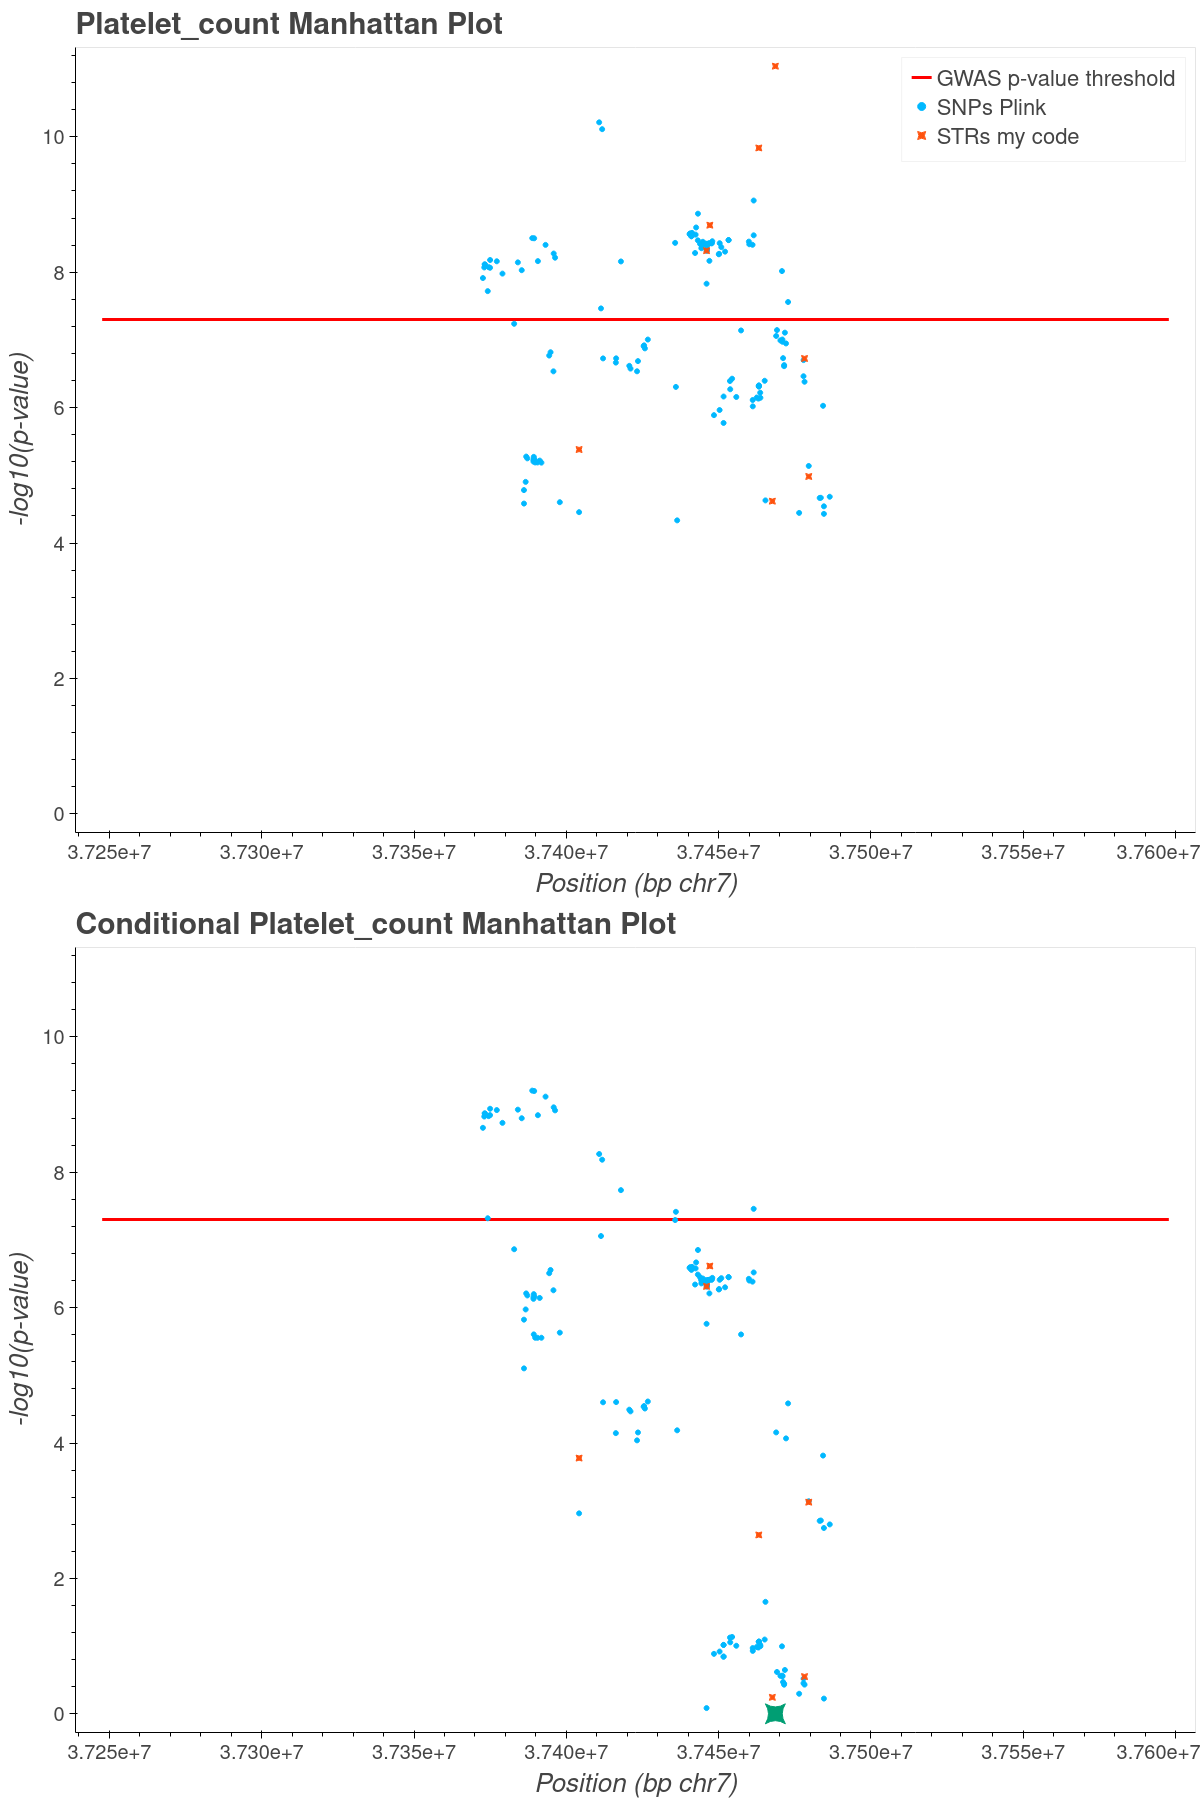 Platelet_count Manhattan Plot
GWAS p-value threshold
SNPs Plink
STRs my code
10
8
6
4
2
0
-log10(p-value)
3.725e+7 3.730e+7 3.735e+7 3.740e+7 3.745e+7 3.750e+7 3.755e+7 3.760e+7
Position (bp chr7)
Conditional Platelet_count Manhattan Plot
10
8
6
4
2
0
-log10(p-value)
3.725e+7 3.730e+7 3.735e+7 3.740e+7 3.745e+7 3.750e+7 3.755e+7 3.760e+7
Position (bp chr7)